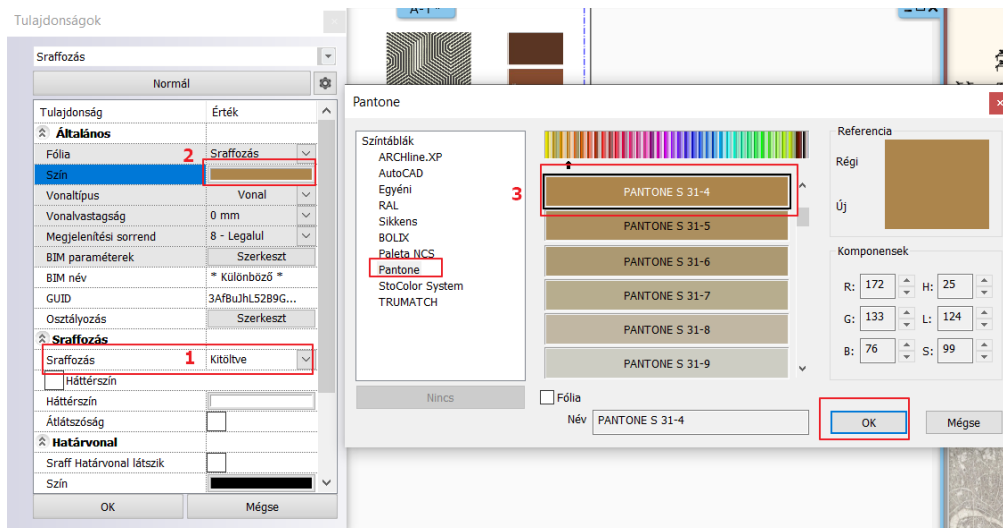 Tulajdonságok
Sraffozás
Normál
Tulajdonság Érték
Általános
Fólia 2 Sraffozás
Szín
Vonaltípus Vonal
Vonalvastagság 0 mm
Megjelenítési sorrend 8 - Legalul
BIM paraméterek Szerkeszt
BIM név * Különböző *
GUID 3AfBuJhL52B9G...
Osztályozás Szerkeszt
Sraffozás
Sraffozás 1 Kitöltve
Háttérszín
Háttérszín
Átlátszóság
Határvonal
Sraff Határvonal látszik
Szín
OK Mégse
Pantone
Színtáblák
ARCHline.XP
AutoCAD
Egyéni
RAL
Sikkens
BOLIX
Paleta NCS
Pantone
StoColor System
TRUMATCH
Nincs
3
PANTONE S 31-4
PANTONE S 31-5
PANTONE S 31-6
PANTONE S 31-7
PANTONE S 31-8
PANTONE S 31-9
Fólia
Név PANTONE S 31-4
Referencia
Régi
Új
Komponensek
R: 172 H: 25
G: 133 L: 124
B: 76 S: 99
OK Mégse